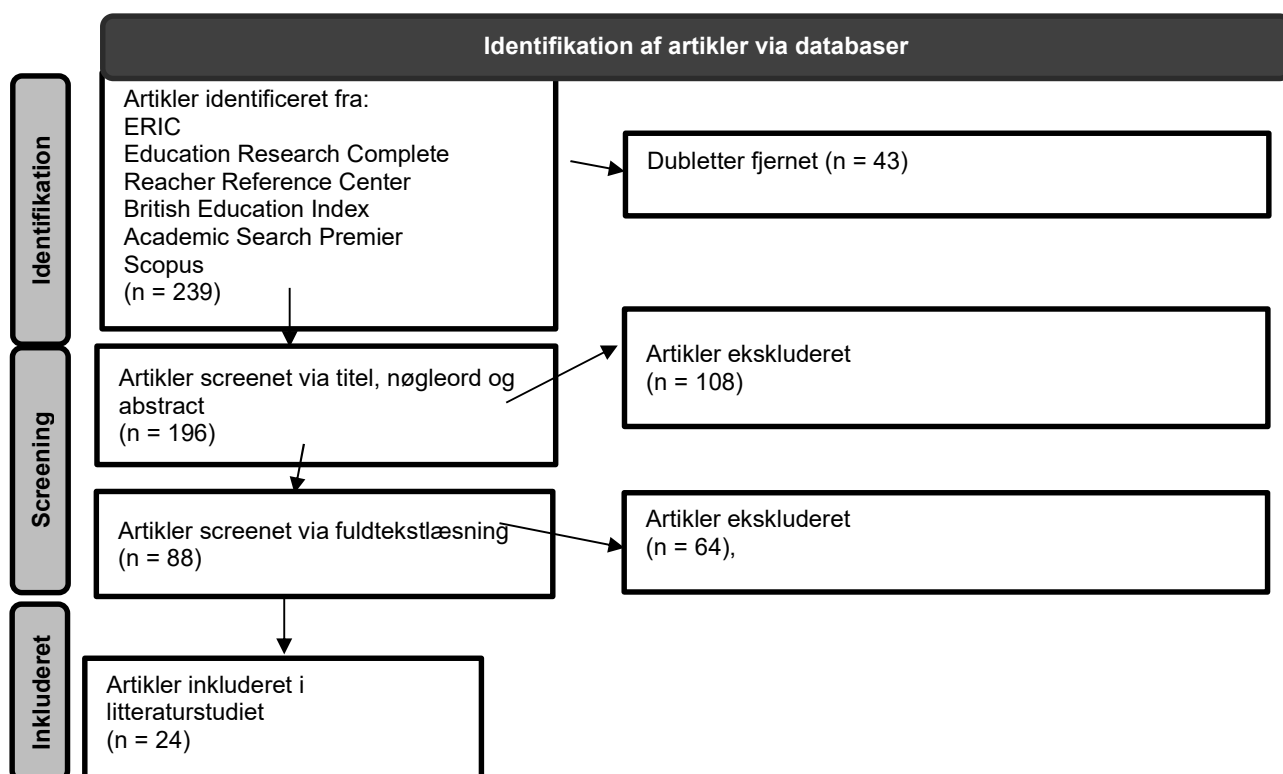 Identifikation af artikler via databaser
Identifikation
Artikler identificeret fra:
ERIC
Education Research Complete
Reacher Reference Center
British Education Index
Academic Search Premier
Scopus
(n = 239)
Dubletter fjernet (n = 43)
Screening
Artikler screenet via titel, nøgleord og
abstract
(n = 196)
Artikler ekskluderet
(n = 108)
Artikler screenet via fuldtekstlæsning
(n = 88)
Artikler ekskluderet
(n = 64),
Inkluderet
Artikler inkluderet i
litteraturstudiet
(n = 24)